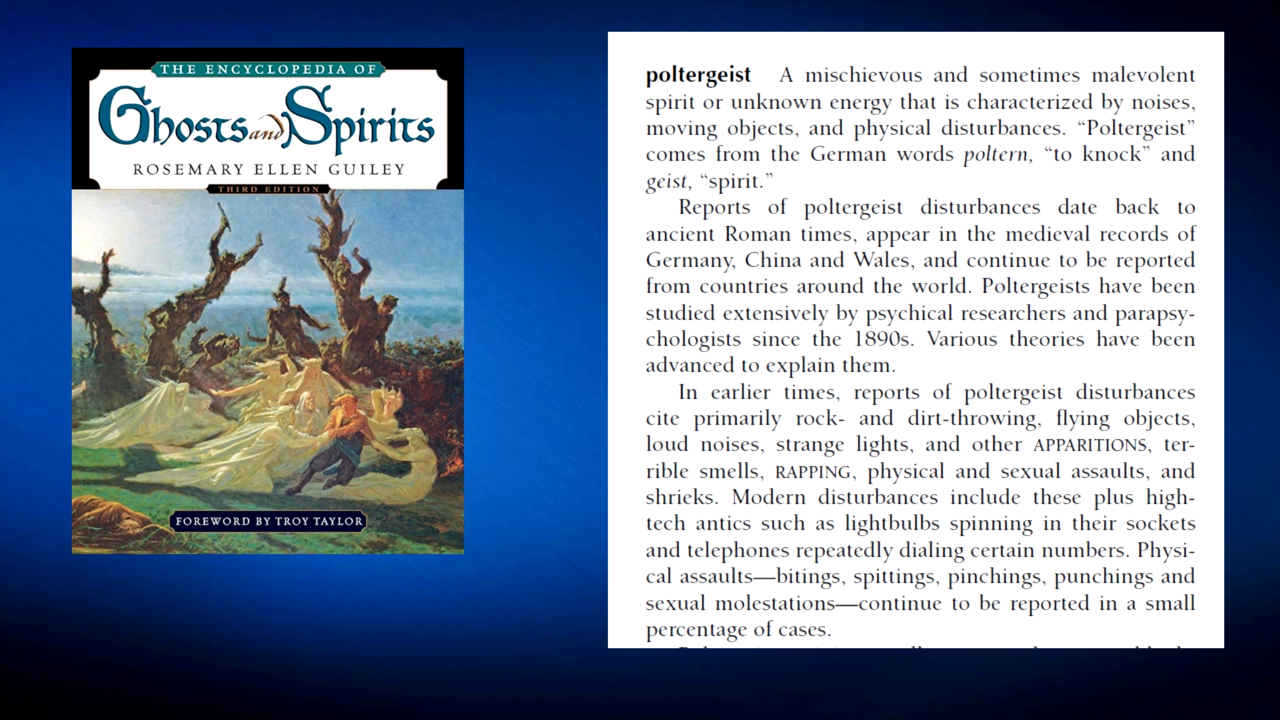 THE ENCYCLOPEDIA OF
Ghosts and Spirits
ROSEMARY ELLEN GUILEY
THIRD EDITION
FOREWORD BY TROY TAYLOR
poltergeist A mischievous and sometimes malevolent
spirit or unknown energy that is characterized by noises,
moving objects, and physical disturbances. “Poltergeist”
comes from the German words poltern, “to knock” and
geist, “spirit.”
Reports of poltergeist disturbances date back to
ancient Roman times, appear in the medieval records of
Germany, China and Wales, and continue to be reported
from countries around the world. Poltergeists have been
studied extensively by psychical researchers and parapsy-
chologists since the 1890s. Various theories have been
advanced to explain them.
In earlier times, reports of poltergeist disturbances
cite primarily rock- and dirt-throwing, flying objects,
loud noises, strange lights, and other APPARITIONS, ter-
rible smells, RAPPING, physical and sexual assaults, and
shrieks. Modern disturbances include these plus high-
tech antics such as lightbulbs spinning in their sockets
and telephones repeatedly dialing certain numbers. Physi-
cal assaults—bitings, spittings, pinchings, punchings and
sexual molestations—continue to be reported in a small
percentage of cases.